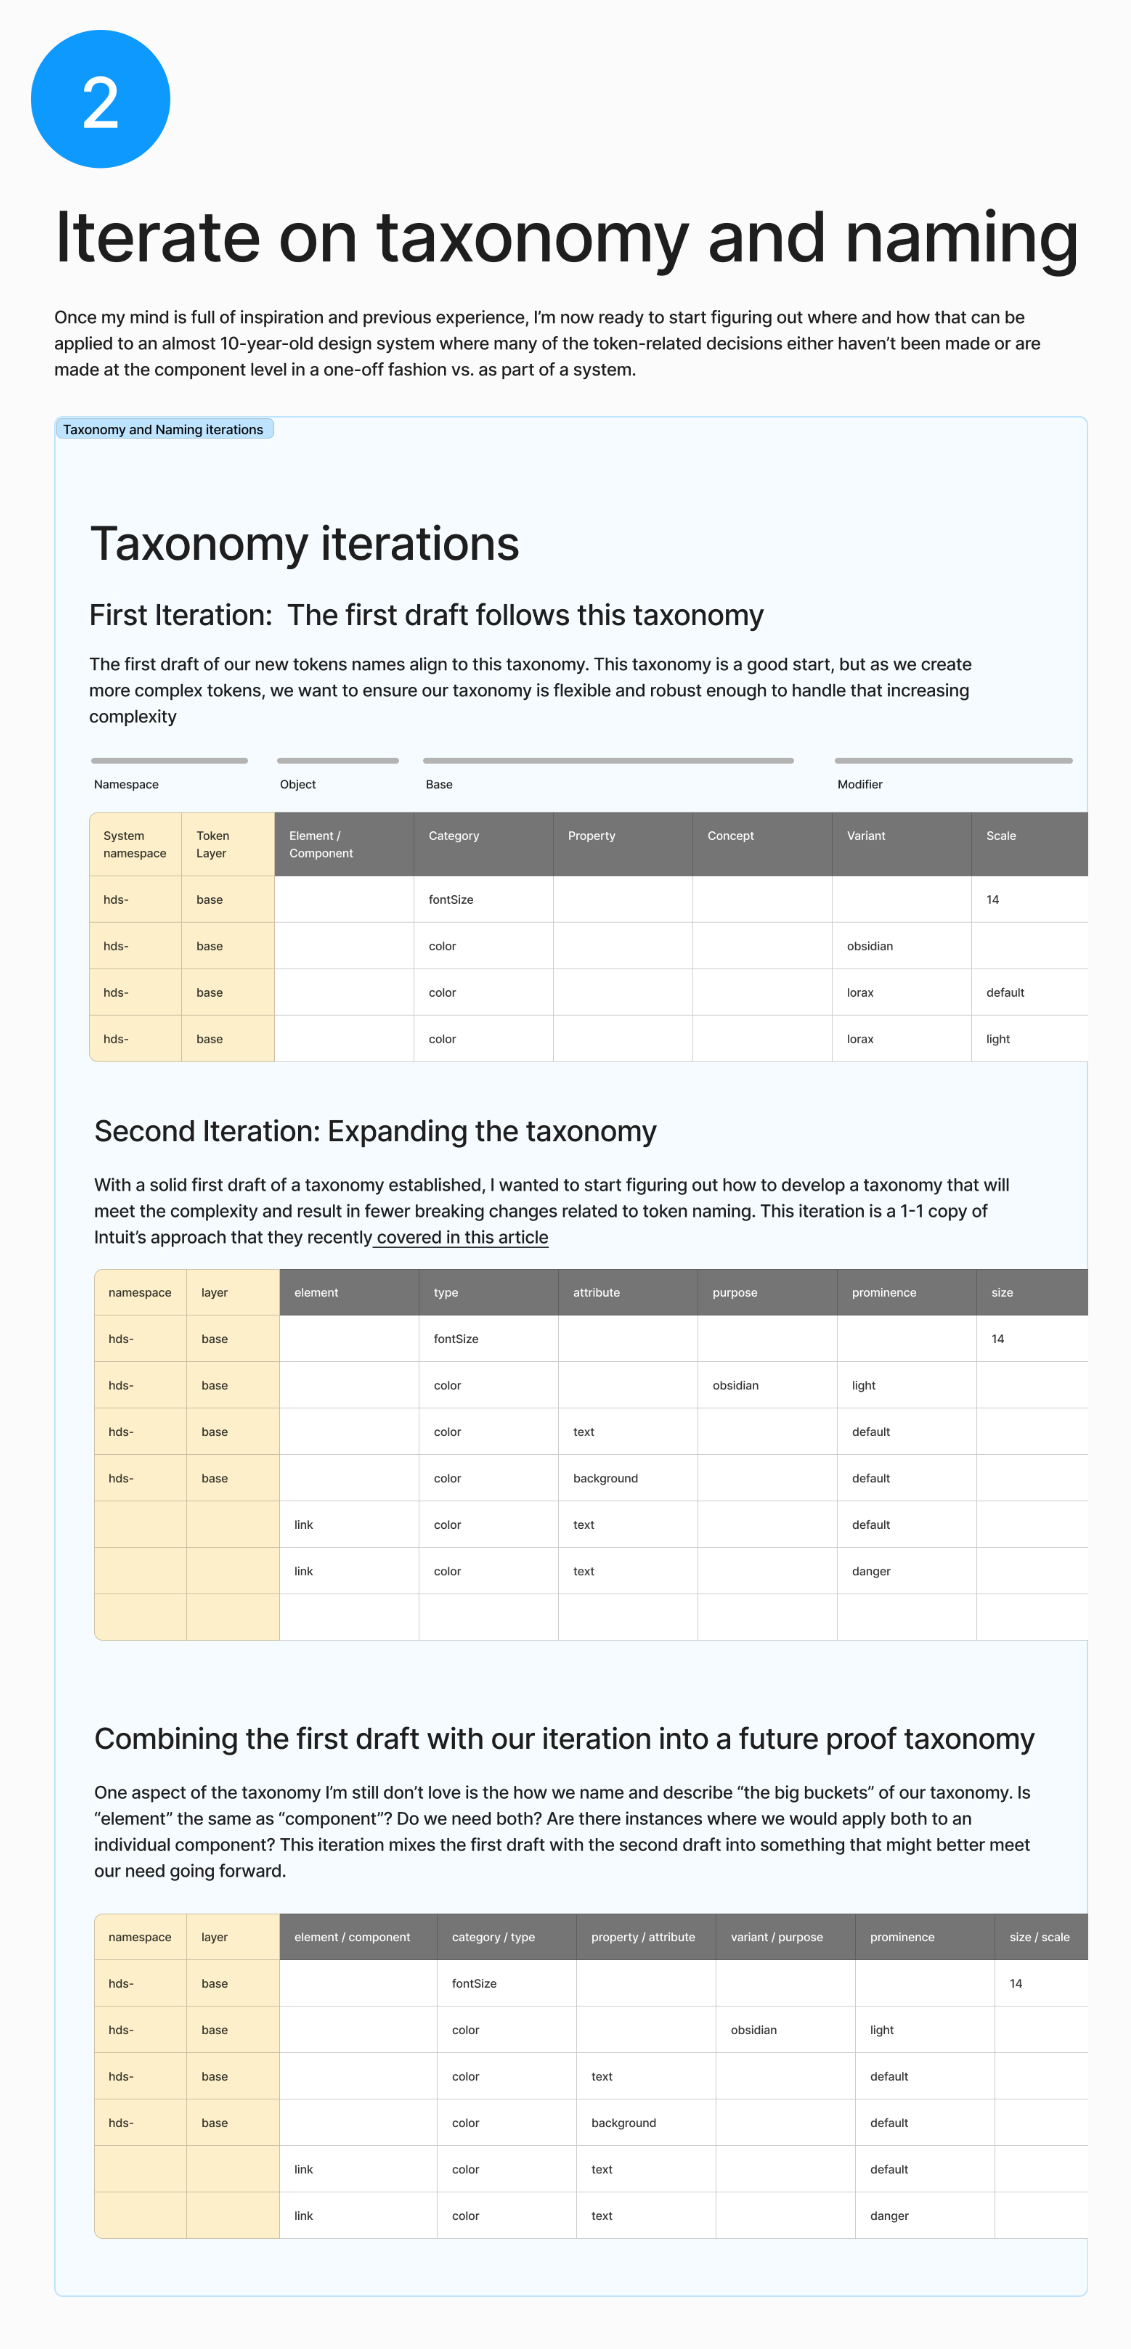 2
Iterate on taxonomy and naming
Once my mind is full of inspiration and previous experience, I’m now ready to start figuring out where and how that can be
applied to an almost 10-year-old design system where many of the token-related decisions either haven’t been made or are
made at the component level in a one-off fashion vs. as part of a system.
Taxonomy and Naming iterations
Taxonomy iterations
First Iteration:  The first draft follows this taxonomy
The first draft of our new tokens names align to this taxonomy. This taxonomy is a good start, but as we create
more complex tokens, we want to ensure our taxonomy is flexible and robust enough to handle that increasing
complexity
Namespace Object Base Modifier
System namespace Token Layer Element / Component Category Property Concept Variant Scale
hds- base fontSize 14
hds- base color obsidian
hds- base color lorax default
hds- base color lorax light
Second Iteration: Expanding the taxonomy
With a solid first draft of a taxonomy established, I wanted to start figuring out how to develop a taxonomy that will
meet the complexity and result in fewer breaking changes related to token naming. This iteration is a 1-1 copy of
Intuit’s approach that they recently covered in this article
namespace layer element type attribute purpose prominence size
hds- base fontSize 14
hds- base color obsidian light
hds- base color text default
hds- base color background default
link color text default
link color text danger
Combining the first draft with our iteration into a future proof taxonomy
One aspect of the taxonomy I’m still don’t love is the how we name and describe “the big buckets” of our taxonomy. Is
“element” the same as “component”? Do we need both? Are there instances where we would apply both to an
individual component? This iteration mixes the first draft with the second draft into something that might better meet
our need going forward.
namespace layer element / component category / type property / attribute variant / purpose prominence size / scale
hds- base fontSize 14
hds- base color obsidian light
hds- base color text default
hds- base color background default
link color text default
link color text danger